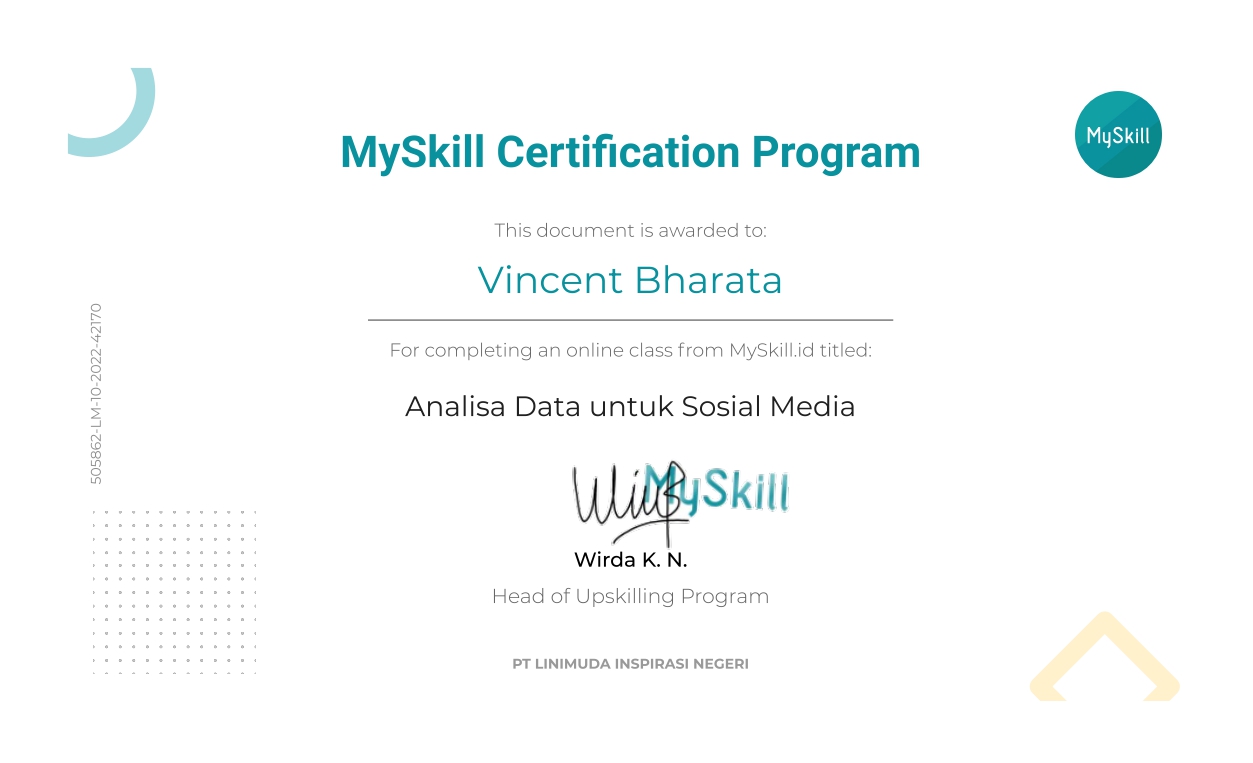 MySkill
MySkill Certification Program
This document is awarded to:
Vincent Bharata
For completing an online class from MySkill.id titled:
Analisa Data untuk Sosial Media
505862-LM-10-2022-42170
MySkill
Wirda K. N.
Head of Upskilling Program
PT LINIMUDA INSPIRASI NEGERI